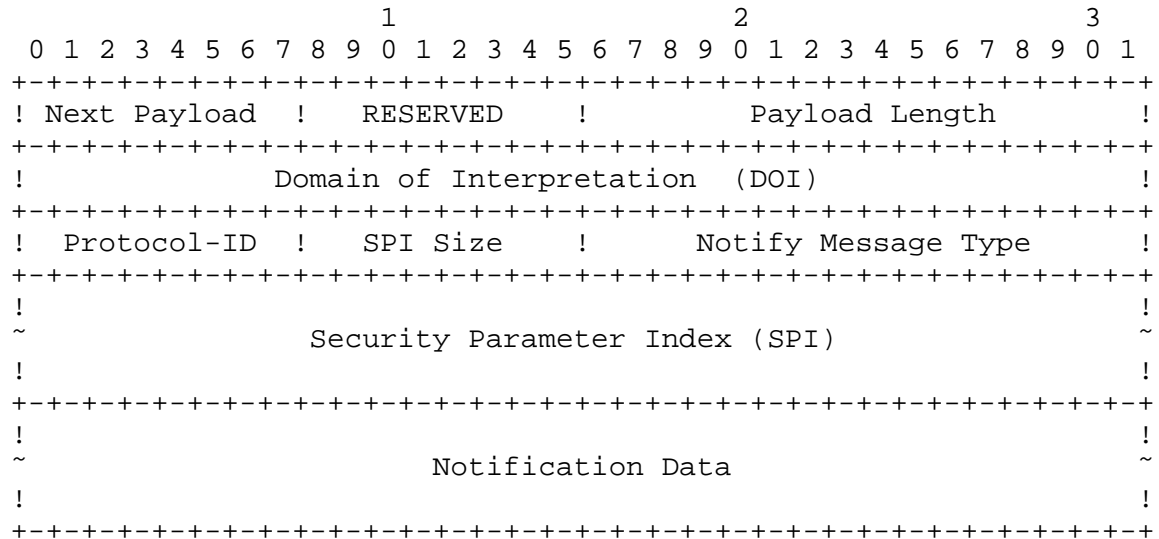 1                   2                   3
 0 1 2 3 4 5 6 7 8 9 0 1 2 3 4 5 6 7 8 9 0 1 2 3 4 5 6 7 8 9 0 1
+-+-+-+-+-+-+-+-+-+-+-+-+-+-+-+-+-+-+-+-+-+-+-+-+-+-+-+-+-+-+-+-+
! Next Payload  !   RESERVED    !         Payload Length        !
+-+-+-+-+-+-+-+-+-+-+-+-+-+-+-+-+-+-+-+-+-+-+-+-+-+-+-+-+-+-+-+-+
!              Domain of Interpretation  (DOI)                  !
+-+-+-+-+-+-+-+-+-+-+-+-+-+-+-+-+-+-+-+-+-+-+-+-+-+-+-+-+-+-+-+-+
!  Protocol-ID  !   SPI Size    !      Notify Message Type      !
+-+-+-+-+-+-+-+-+-+-+-+-+-+-+-+-+-+-+-+-+-+-+-+-+-+-+-+-+-+-+-+-+
!                                                               !
~                Security Parameter Index (SPI)                 ~
!                                                               !
+-+-+-+-+-+-+-+-+-+-+-+-+-+-+-+-+-+-+-+-+-+-+-+-+-+-+-+-+-+-+-+-+
!                                                               !
~                       Notification Data                       ~
!                                                               !
+-+-+-+-+-+-+-+-+-+-+-+-+-+-+-+-+-+-+-+-+-+-+-+-+-+-+-+-+-+-+-+-+